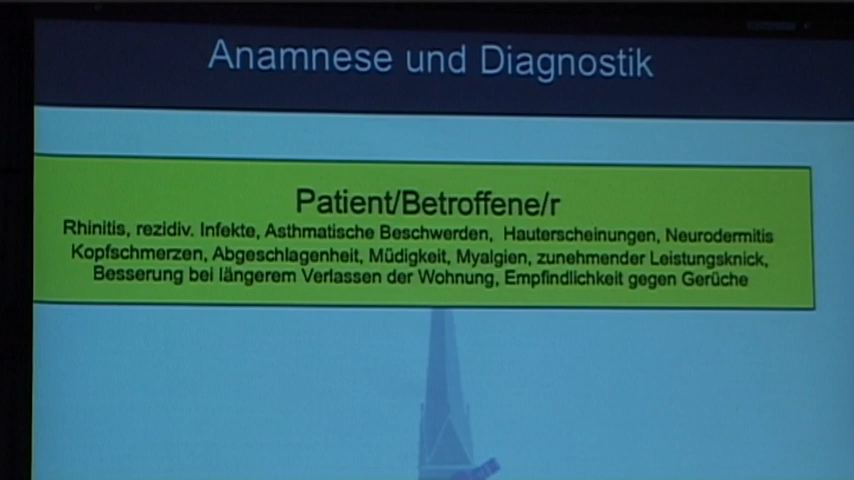 Anamnese und Diagnostik
Patient/Betroffene/r
Rhinitis, rezidiv. Infekte, Asthmatische Beschwerden, Hauterscheinungen, Neurodermitis
Kopfschmerzen, Abgeschlagenheit, Müdigkeit, Myalgien, zunehmender Leistungsknick,
Besserung bei längerem Verlassen der Wohnung, Empfindlichkeit gegen Gerüche